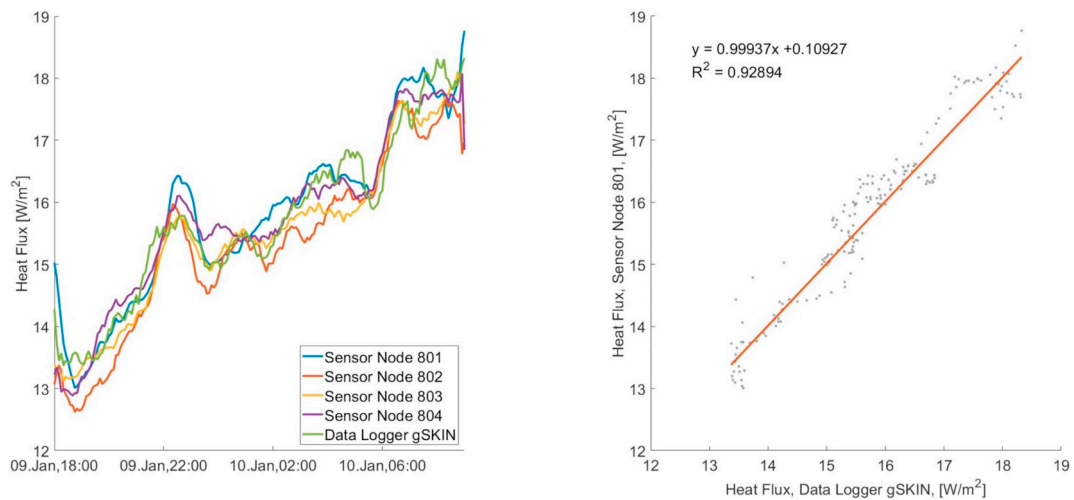 19
18
17
16
15
14
13
12
Heat Flux [W/m²]
09.Jan,18:00
09.Jan,22:00
10.Jan,02:00
10.Jan,06:00
Sensor Node 801
Sensor Node 802
Sensor Node 803
Sensor Node 804
Data Logger gSKIN
19
18
17
16
15
14
13
12
Heat Flux, Sensor Node 801, [W/m²]
y = 0.99937x +0.10927
R² = 0.92894
12
13
14
15
16
17
18
19
Heat Flux, Data Logger gSKIN, [W/m²]